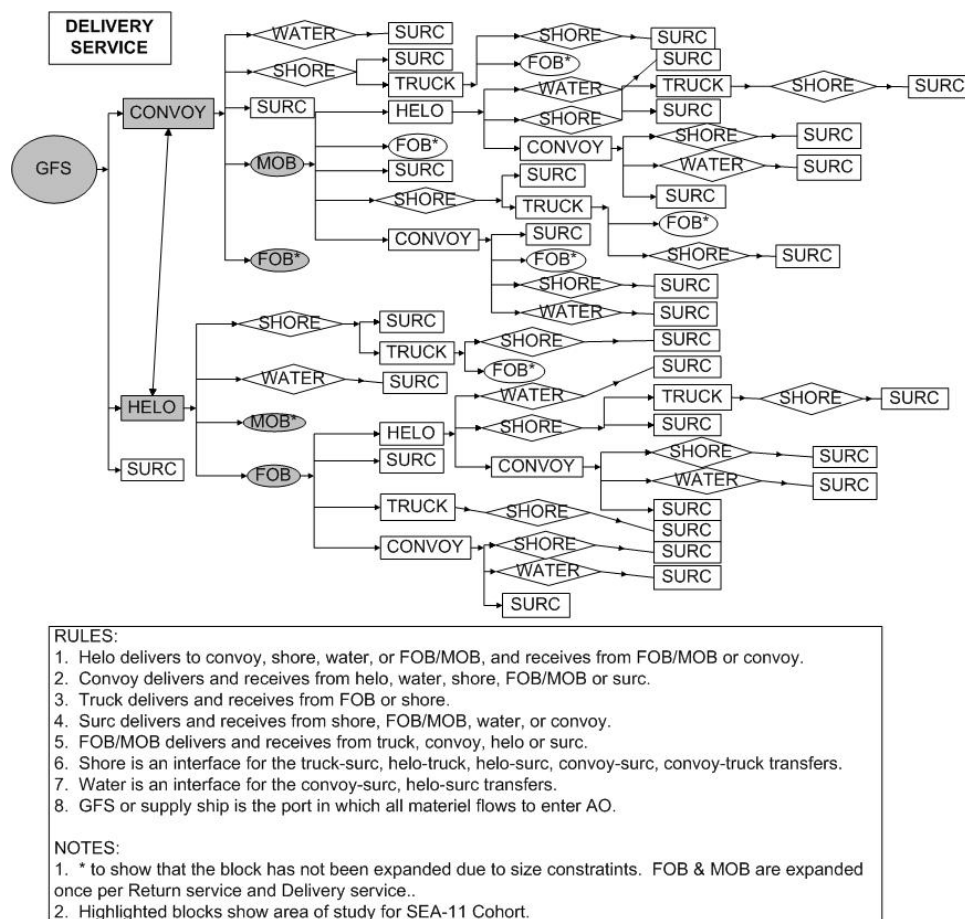 DELIVERY
SERVICE
WATER
SURC
SHORE
SURC
SURC
FOB*
SURC
SHORE
TRUCK
WATER
TRUCK
SHORE
SURC
CONVOY
SURC
HELO
SURC
SHORE
SHORE
SURC
FOB*
CONVOY
MOB
WATER
SURC
GFS
SURC
SURC
SURC
SHORE
TRUCK
FOB*
SURC
CONVOY
SHORE
SURC
FOB*
FOB*
SHORE
SURC
WATER
SURC
SHORE
SURC
SHORE
SURC
TRUCK
FOB*
SURC
WATER
SURC
WATER
TRUCK
SHORE
SURC
HELO
MOB*
HELO
SHORE
SURC
SHORE
SURC
SURC
FOB
SURC
CONVOY
WATER
SURC
TRUCK
SHORE
SURC
SURC
CONVOY
SHORE
SURC
WATER
SURC
SURC
RULES:
1. Helo delivers to convoy, shore, water, or FOB/MOB, and receives from FOB/MOB or convoy.
2. Convoy delivers and receives from helo, water, shore, FOB/MOB or surc.
3. Truck delivers and receives from FOB or shore.
4. Surc delivers and receives from shore, FOB/MOB, water, or convoy.
5. FOB/MOB delivers and receives from truck, convoy, helo or surc.
6. Shore is an interface for the truck-surc, helo-truck, helo-surc, convoy-surc, convoy-truck transfers.
7. Water is an interface for the convoy-surc, helo-surc transfers.
8. GFS or supply ship is the port in which all materiel flows to enter AO.
NOTES:
1. * to show that the block has not been expanded due to size constratints. FOB & MOB are expanded
once per Return service and Delivery service..
2. Highlighted blocks show area of study for SEA-11 Cohort.